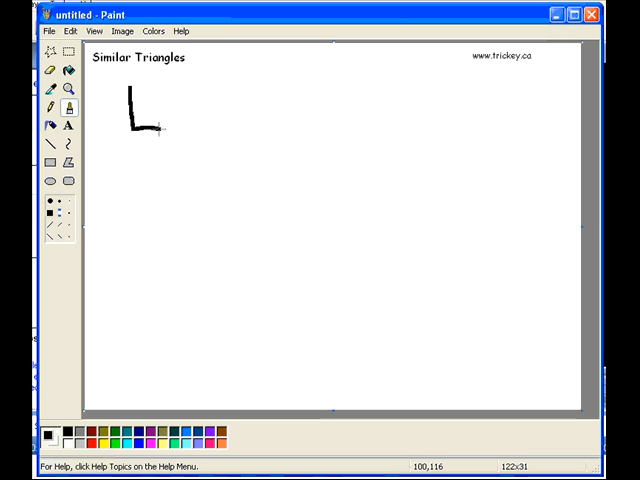 untitled - Paint
File Edit View Image Colors Help
Similar Triangles
www.trickey.ca
A
For Help, click Help Topics on the Help Menu.
100,116
122x31